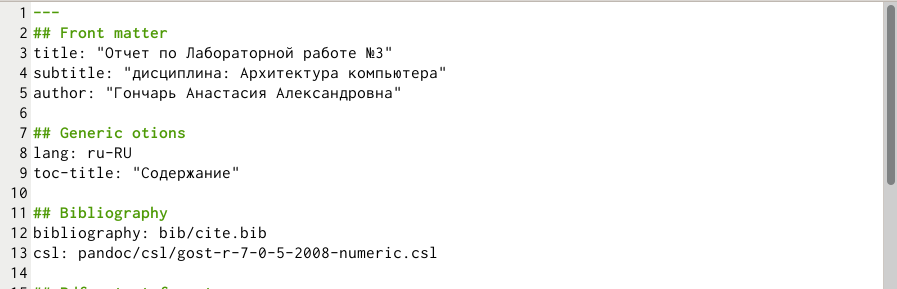 1 ---
2 ## Front matter
3 title: "Отчет по Лабораторной работе №3"
4 subtitle: "дисциплина: Архитектура компьютера"
5 author: "Гончарь Анастасия Александровна"
6
7 ## Generic otions
8 lang: ru-RU
9 toc-title: "Содержание"
10
11 ## Bibliography
12 bibliography: bib/cite.bib
13 csl: pandoc/csl/gost-r-7-0-5-2008-numeric.csl
14